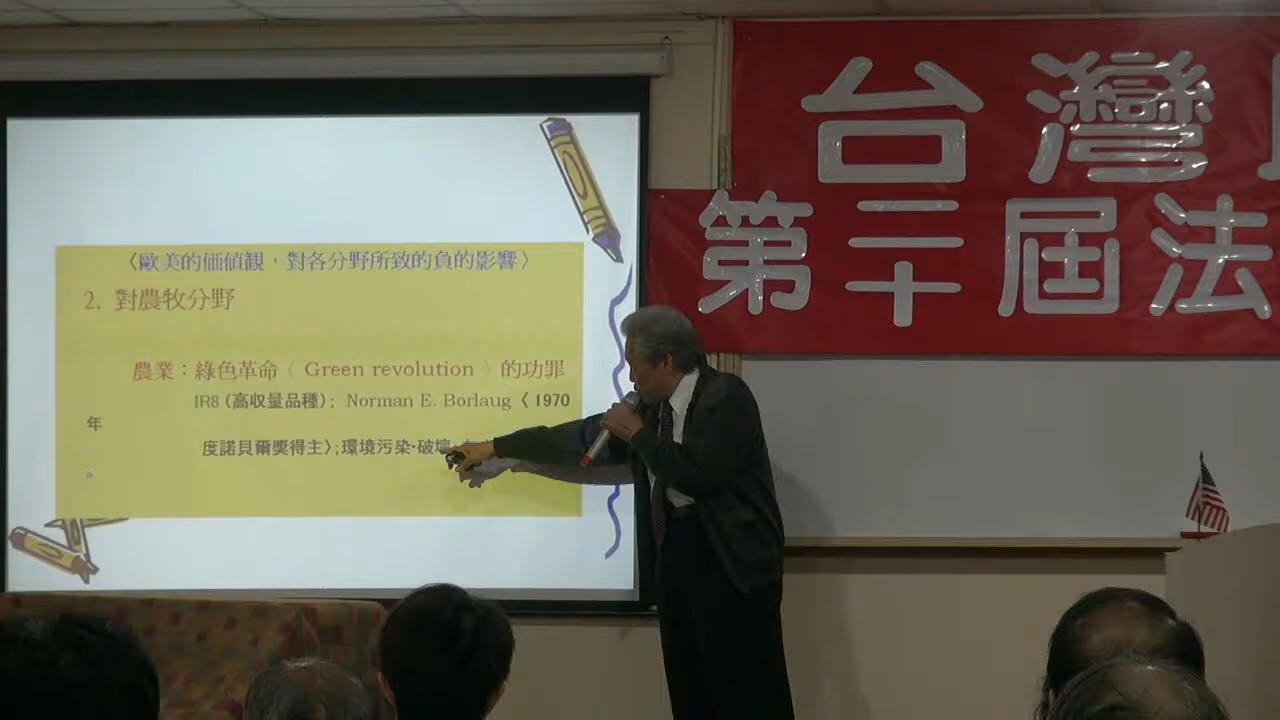 〈歐美的価値観，對各分野所致的負的影響〉
2. 對農牧分野
農業：綠色革命〈 Green revolution 〉的功罪
IR8 (高収量品種)； Norman E. Borlaug〈 1970
年
度諾貝爾獎得主〉;環境污染·破壞
。
台灣
第二十屆法